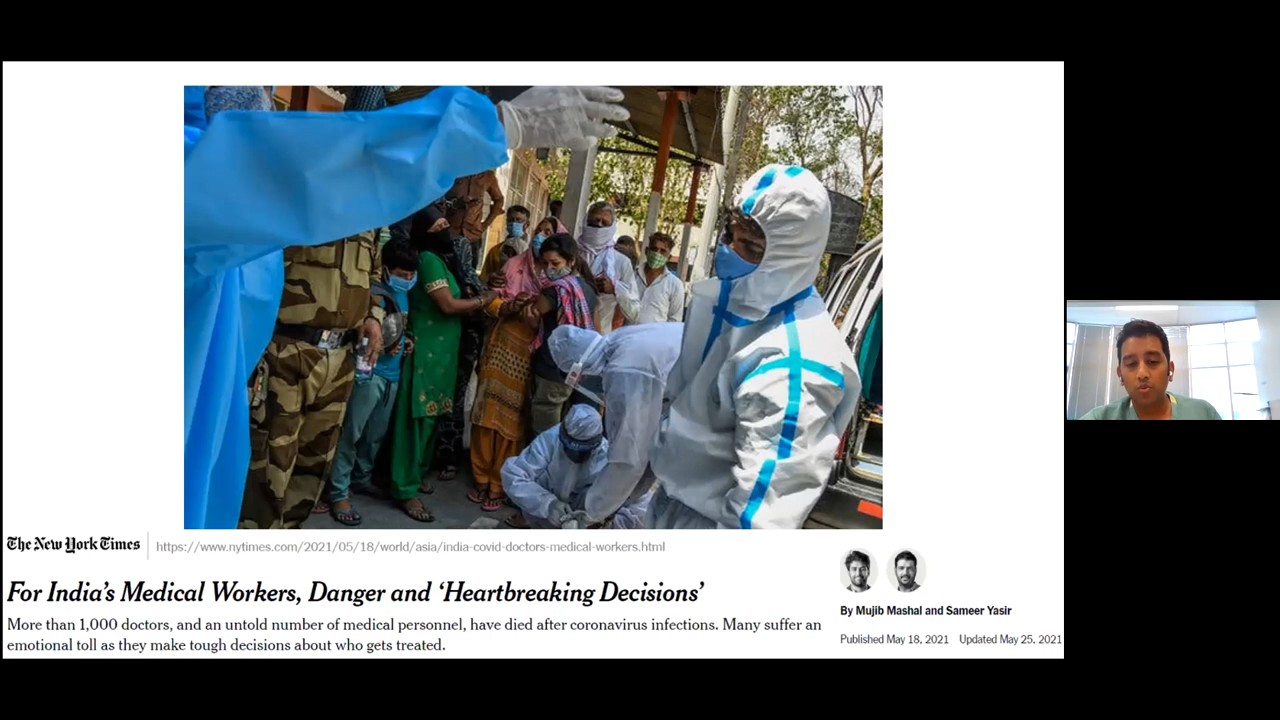 The New York Times
https://www.nytimes.com/2021/05/18/world/asia/india-covid-doctors-medical-workers.html
For India's Medical Workers, Danger and 'Heartbreaking Decisions'
More than 1,000 doctors, and an untold number of medical personnel, have died after coronavirus infections. Many suffer an
emotional toll as they make tough decisions about who gets treated.
By Mujib Mashal and Sameer Yasir
Published May 18, 2021 Updated May 25, 2021